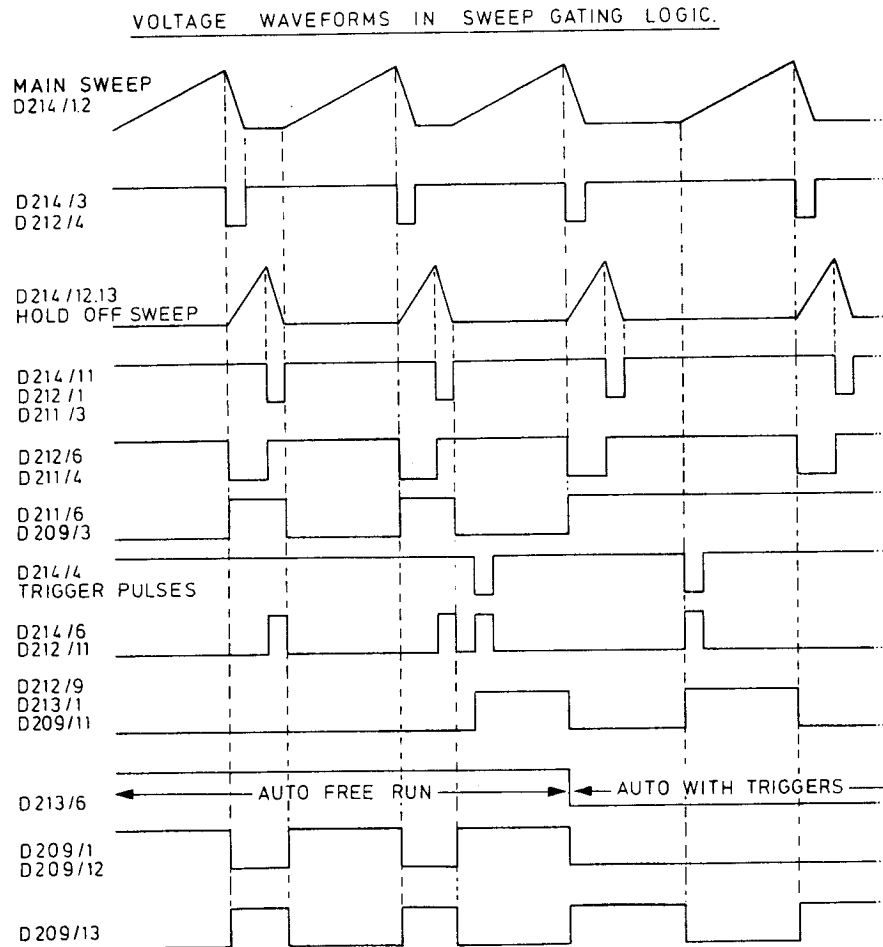 VOLTAGE WAVEFORMS IN SWEEP GATING LOGIC.
MAIN SWEEP
D214/1.2
D214/3
D212/4
D214/12.13
HOLD OFF SWEEP
D214/11
D212/1
D211/3
D212/6
D211/4
D211/6
D209/3
D214/4
TRIGGER PULSES
D214/6
D212/11
D212/9
D213/1
D209/11
AUTO FREE RUN
AUTO WITH TRIGGERS
D213/6
D209/1
D209/12
D209/13